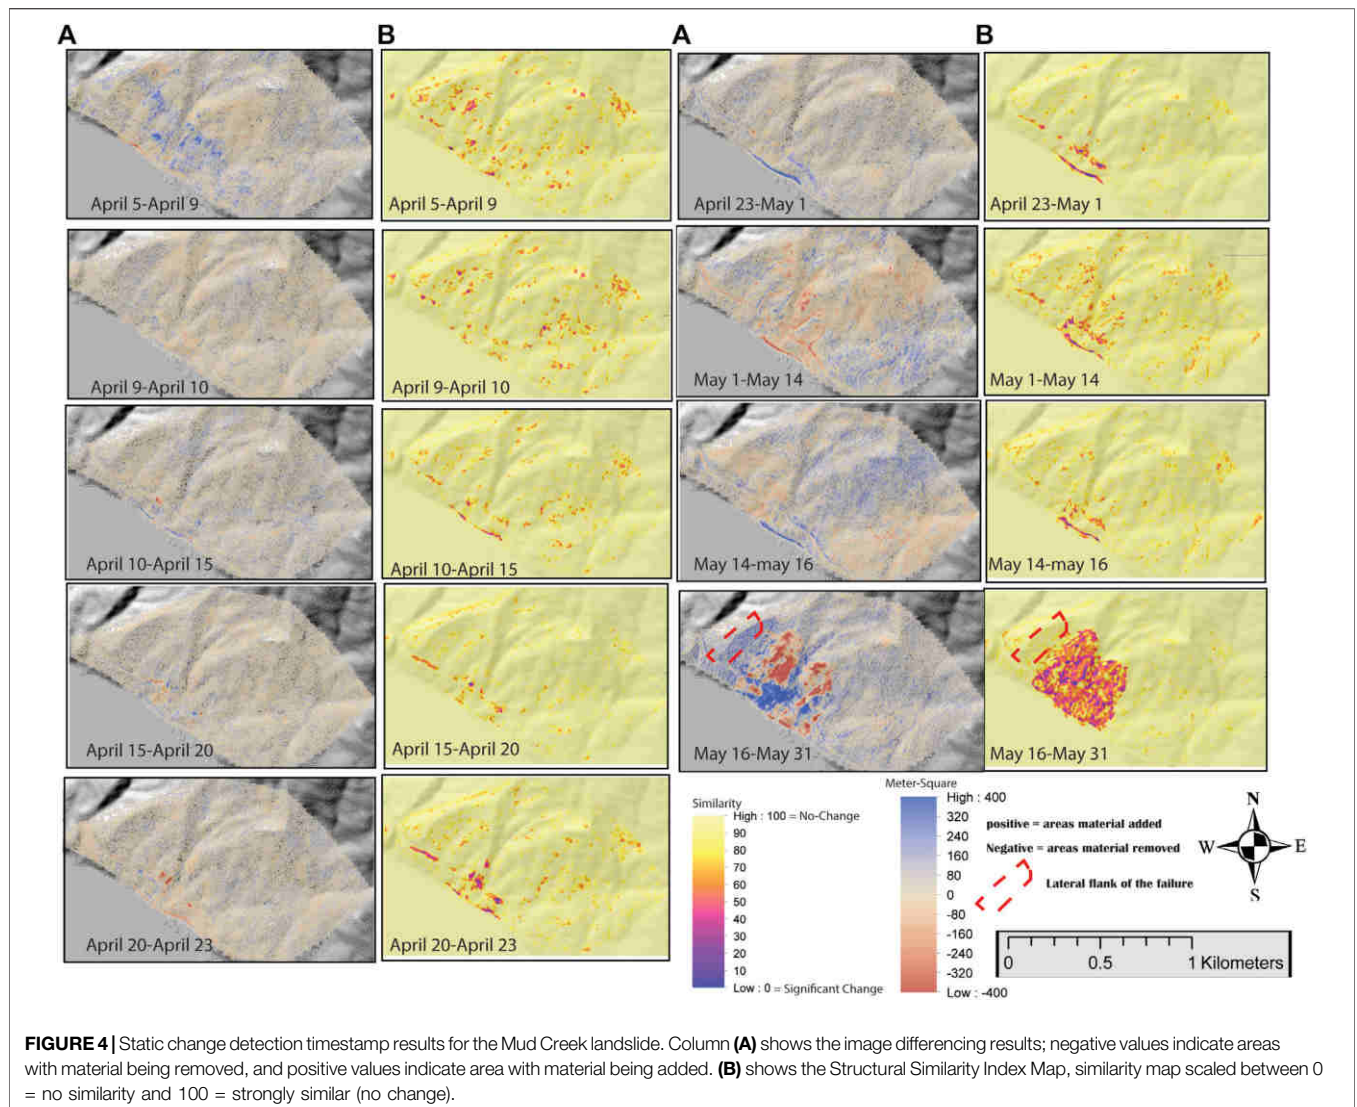 A B A B
April 5-April 9
April 5-April 9
April 23-May 1
April 23-May 1
April 9-April 10
April 9-April 10
May 1-May 14
May 1-May 14
April 10-April 15
April 10-April 15
May 14-may 16
May 14-may 16
April 15-April 20
April 15-April 20
May 16-May 31
May 16-May 31
April 20-April 23
April 20-April 23
Similarity
High : 100 = No-Change
90
80
70
60
50
40
30
20
10
Low : 0 = Significant Change
Meter-Square
High : 400
320
240
160
80
0
-80
-160
-240
-320
Low : -400
positive = areas material added
Negative = areas material removed
Lateral flank of the failure
N
W E
S
0 0.5 1 Kilometers
FIGURE 4 | Static change detection timestamp results for the Mud Creek landslide. Column (A) shows the image differencing results; negative values indicate areas
with material being removed, and positive values indicate area with material being added. (B) shows the Structural Similarity Index Map, similarity map scaled between 0
= no similarity and 100 = strongly similar (no change).